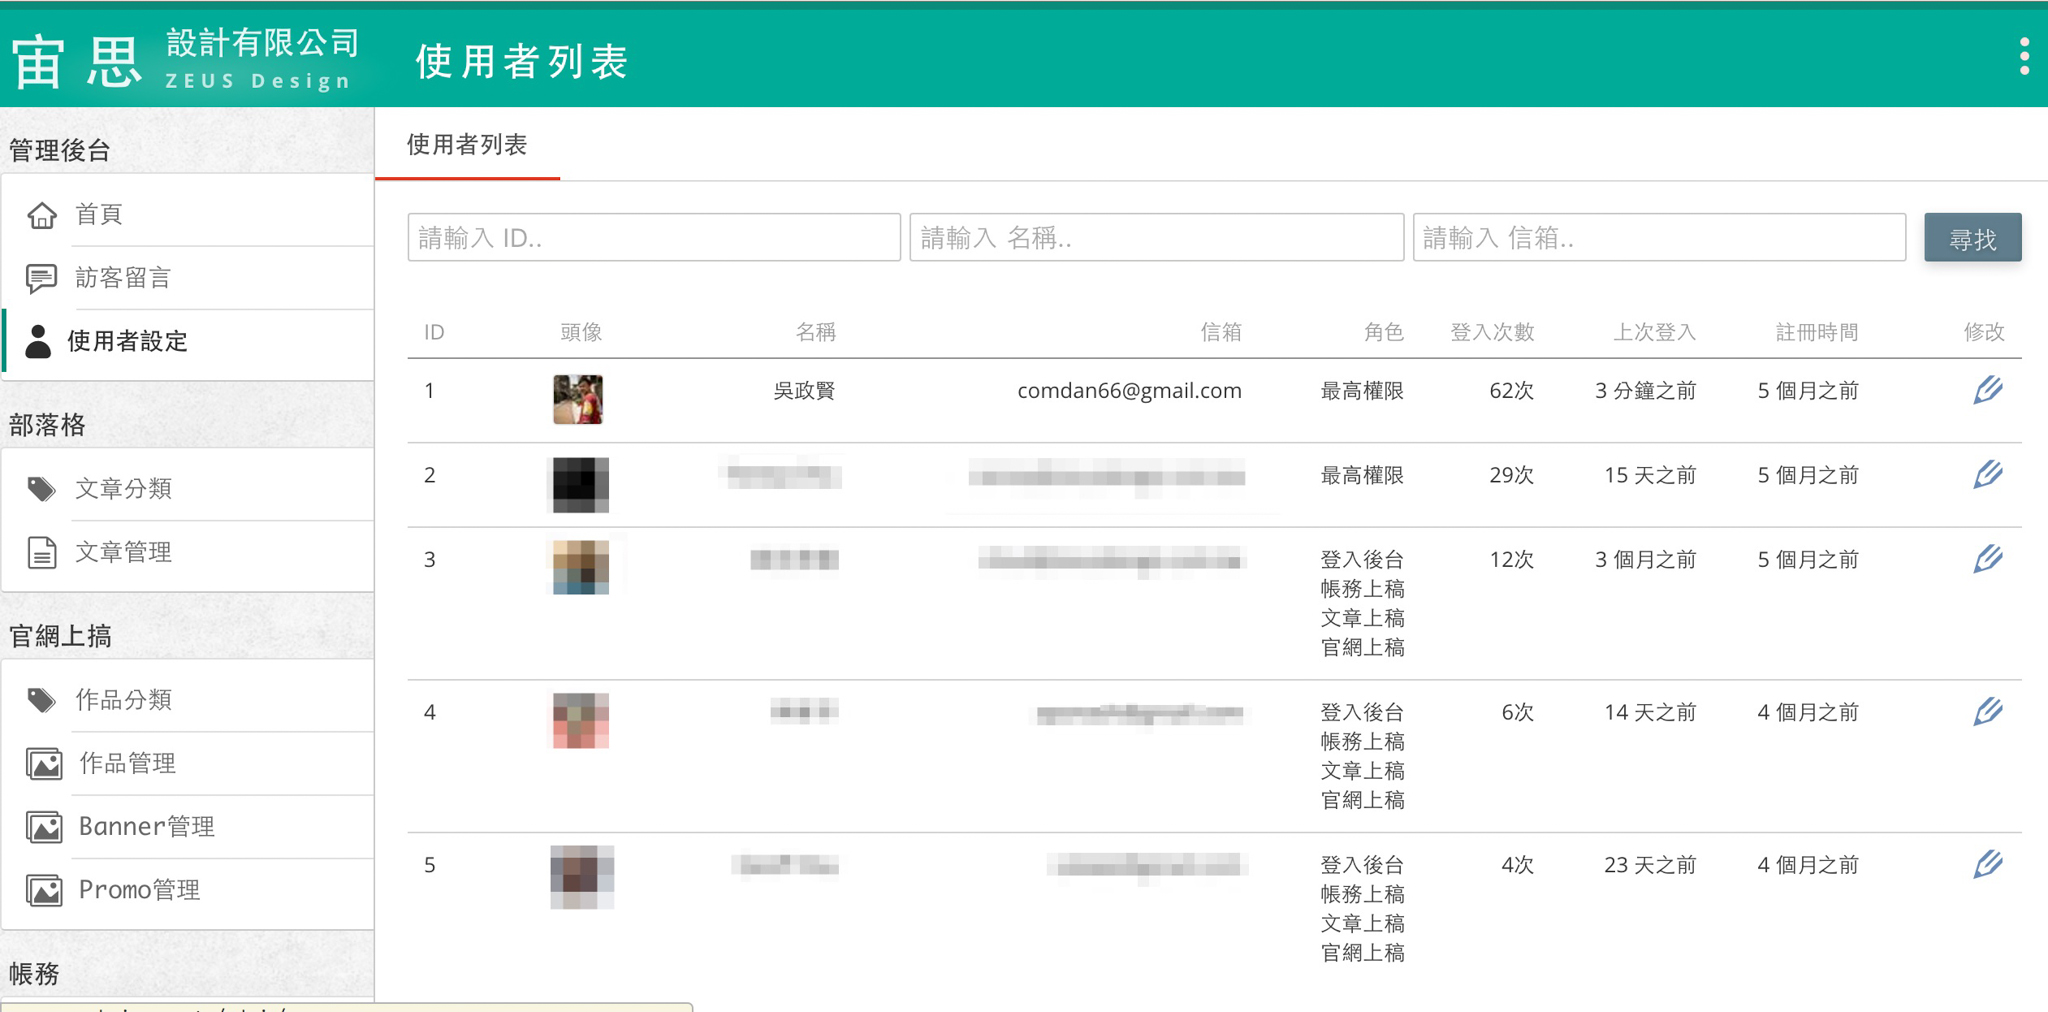 宙思
設計有限公司
ZEUS Design
使用者列表
管理後台
首頁
訪客留言
使用者設定
部落格
文章分類
文章管理
官網上搞
作品分類
作品管理
Banner管理
Promo管理
帳務
使用者列表
請輸入 ID..
請輸入 名稱..
請輸入 信箱..
尋找
ID 頭像 名稱 信箱 角色 登入次數 上次登入 註冊時間 修改
1 吳政賢 comdan66@gmail.com 最高權限 62次 3 分鐘之前 5 個月之前
2 最高權限 29次 15 天之前 5 個月之前
3 登入後台 12次 3 個月之前 5 個月之前
帳務上稿
文章上稿
官網上稿
4 登入後台 6次 14 天之前 4 個月之前
帳務上稿
文章上稿
官網上稿
5 登入後台 4次 23 天之前 4 個月之前
帳務上稿
文章上稿
官網上稿